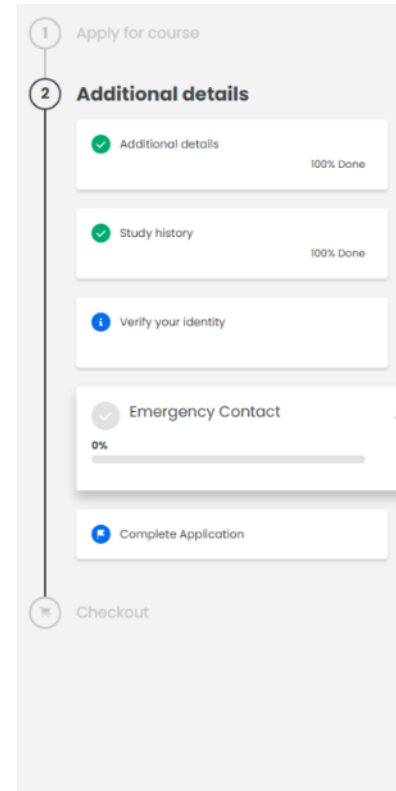 1 Apply for course
2 Additional details
Additional details
100% Done
Study history
100% Done
i Verify your identity
Emergency Contact
0%
Complete Application
Checkout